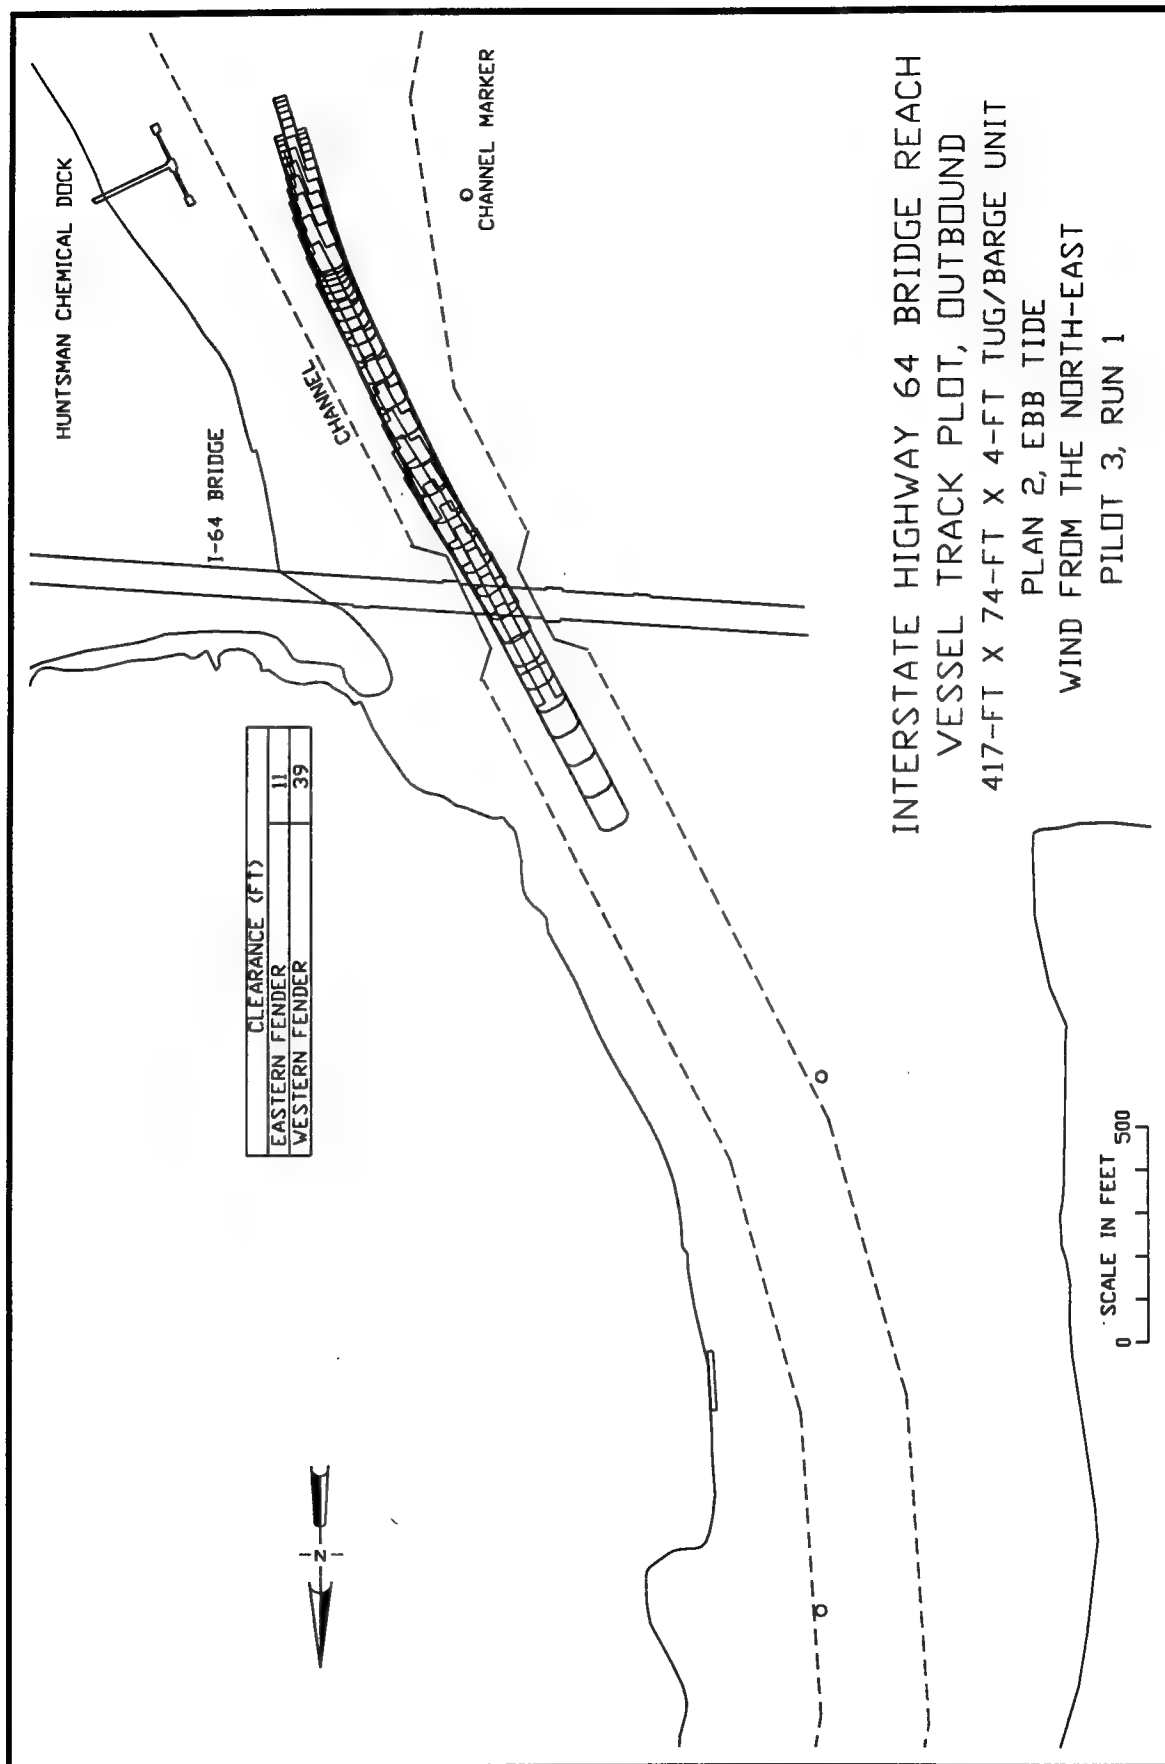 HUNTSMAN CHEMICAL DOCK
CHANNEL MARKER
CHANNEL
I-64 BRIDGE
CLEARANCE (FT)
EASTERN FENDER 11
WESTERN FENDER 39
N
INTERSTATE HIGHWAY 64 BRIDGE REACH
VESSEL TRACK PLOT, OUTBOUND
417-FT X 74-FT X 4-FT TUG/BARGE UNIT
PLAN 2, EBB TIDE
WIND FROM THE NORTH-EAST
PILOT 3, RUN 1
SCALE IN FEET
0 500